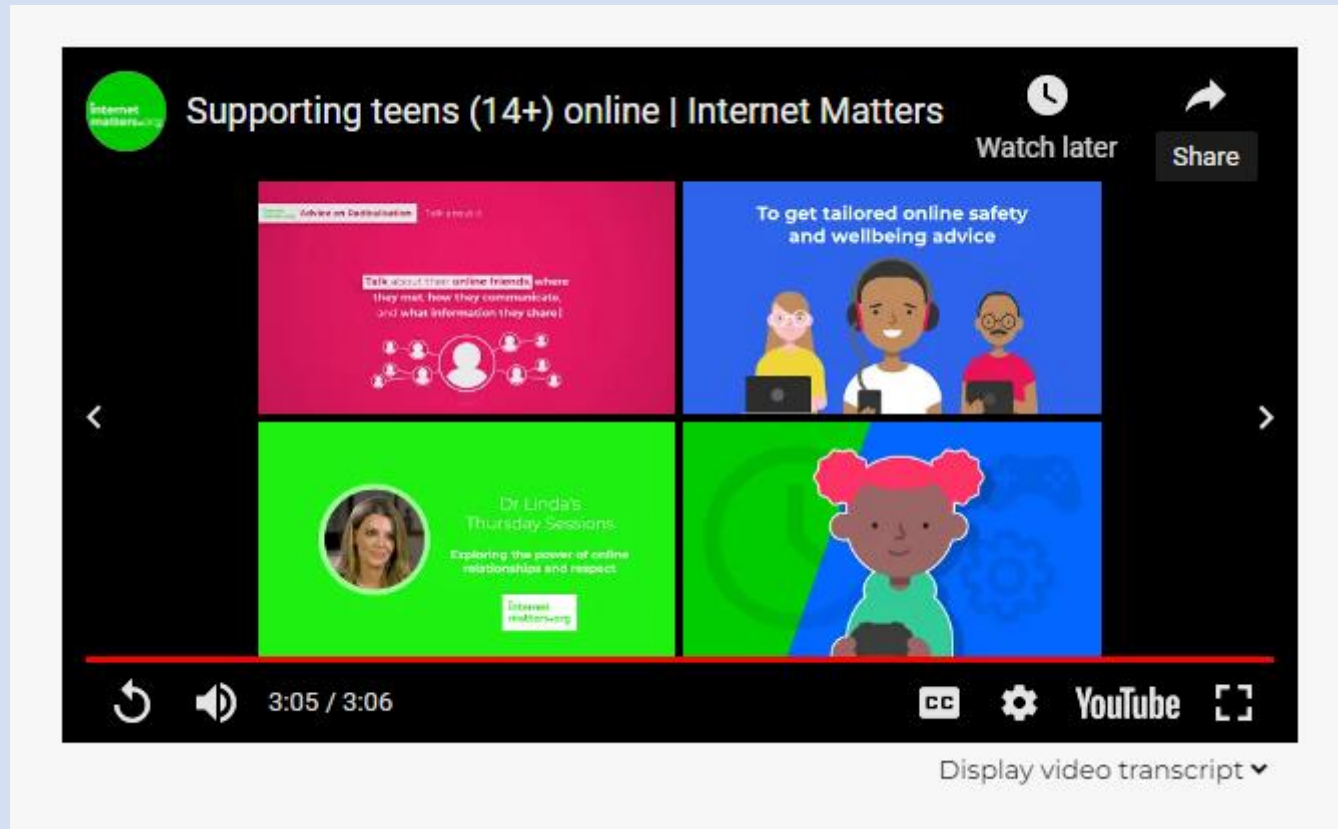 internet
matters.org
Supporting teens (14+) online | Internet Matters
Watch later
Share
Advice on Radicalisation Talk about it
Talk about their online friends, where
they met, how they communicate,
and what information they share
To get tailored online safety
and wellbeing advice
Dr Linda's
Thursday Sessions
Exploring the power of online
relationships and respect
internet
matters.org
3:05 / 3:06
CC
YouTube
Display video transcript